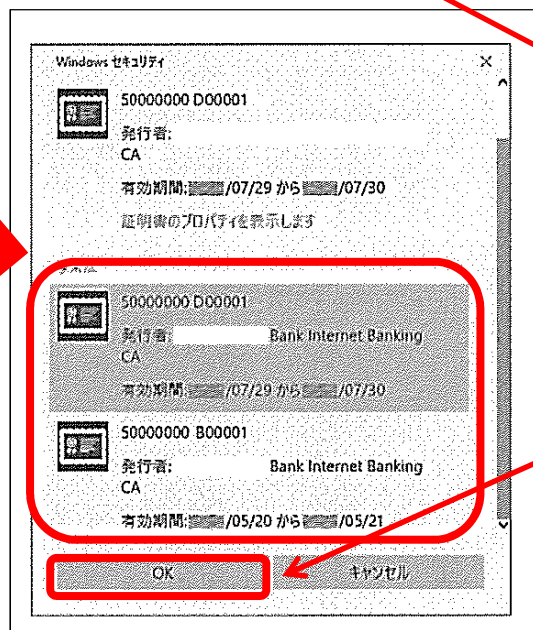 Windows セキュリティ
50000000 D00001
発行者:
CA
有効期間: /07/29 から /07/30
証明書のプロパティを表示します
50000000 D00001
発行者: Bank Internet Banking
CA
有効期間: /07/29 から /07/30
50000000 B00001
発行者: Bank Internet Banking
CA
有効期間: /05/20 から /05/21
OK
キャンセル